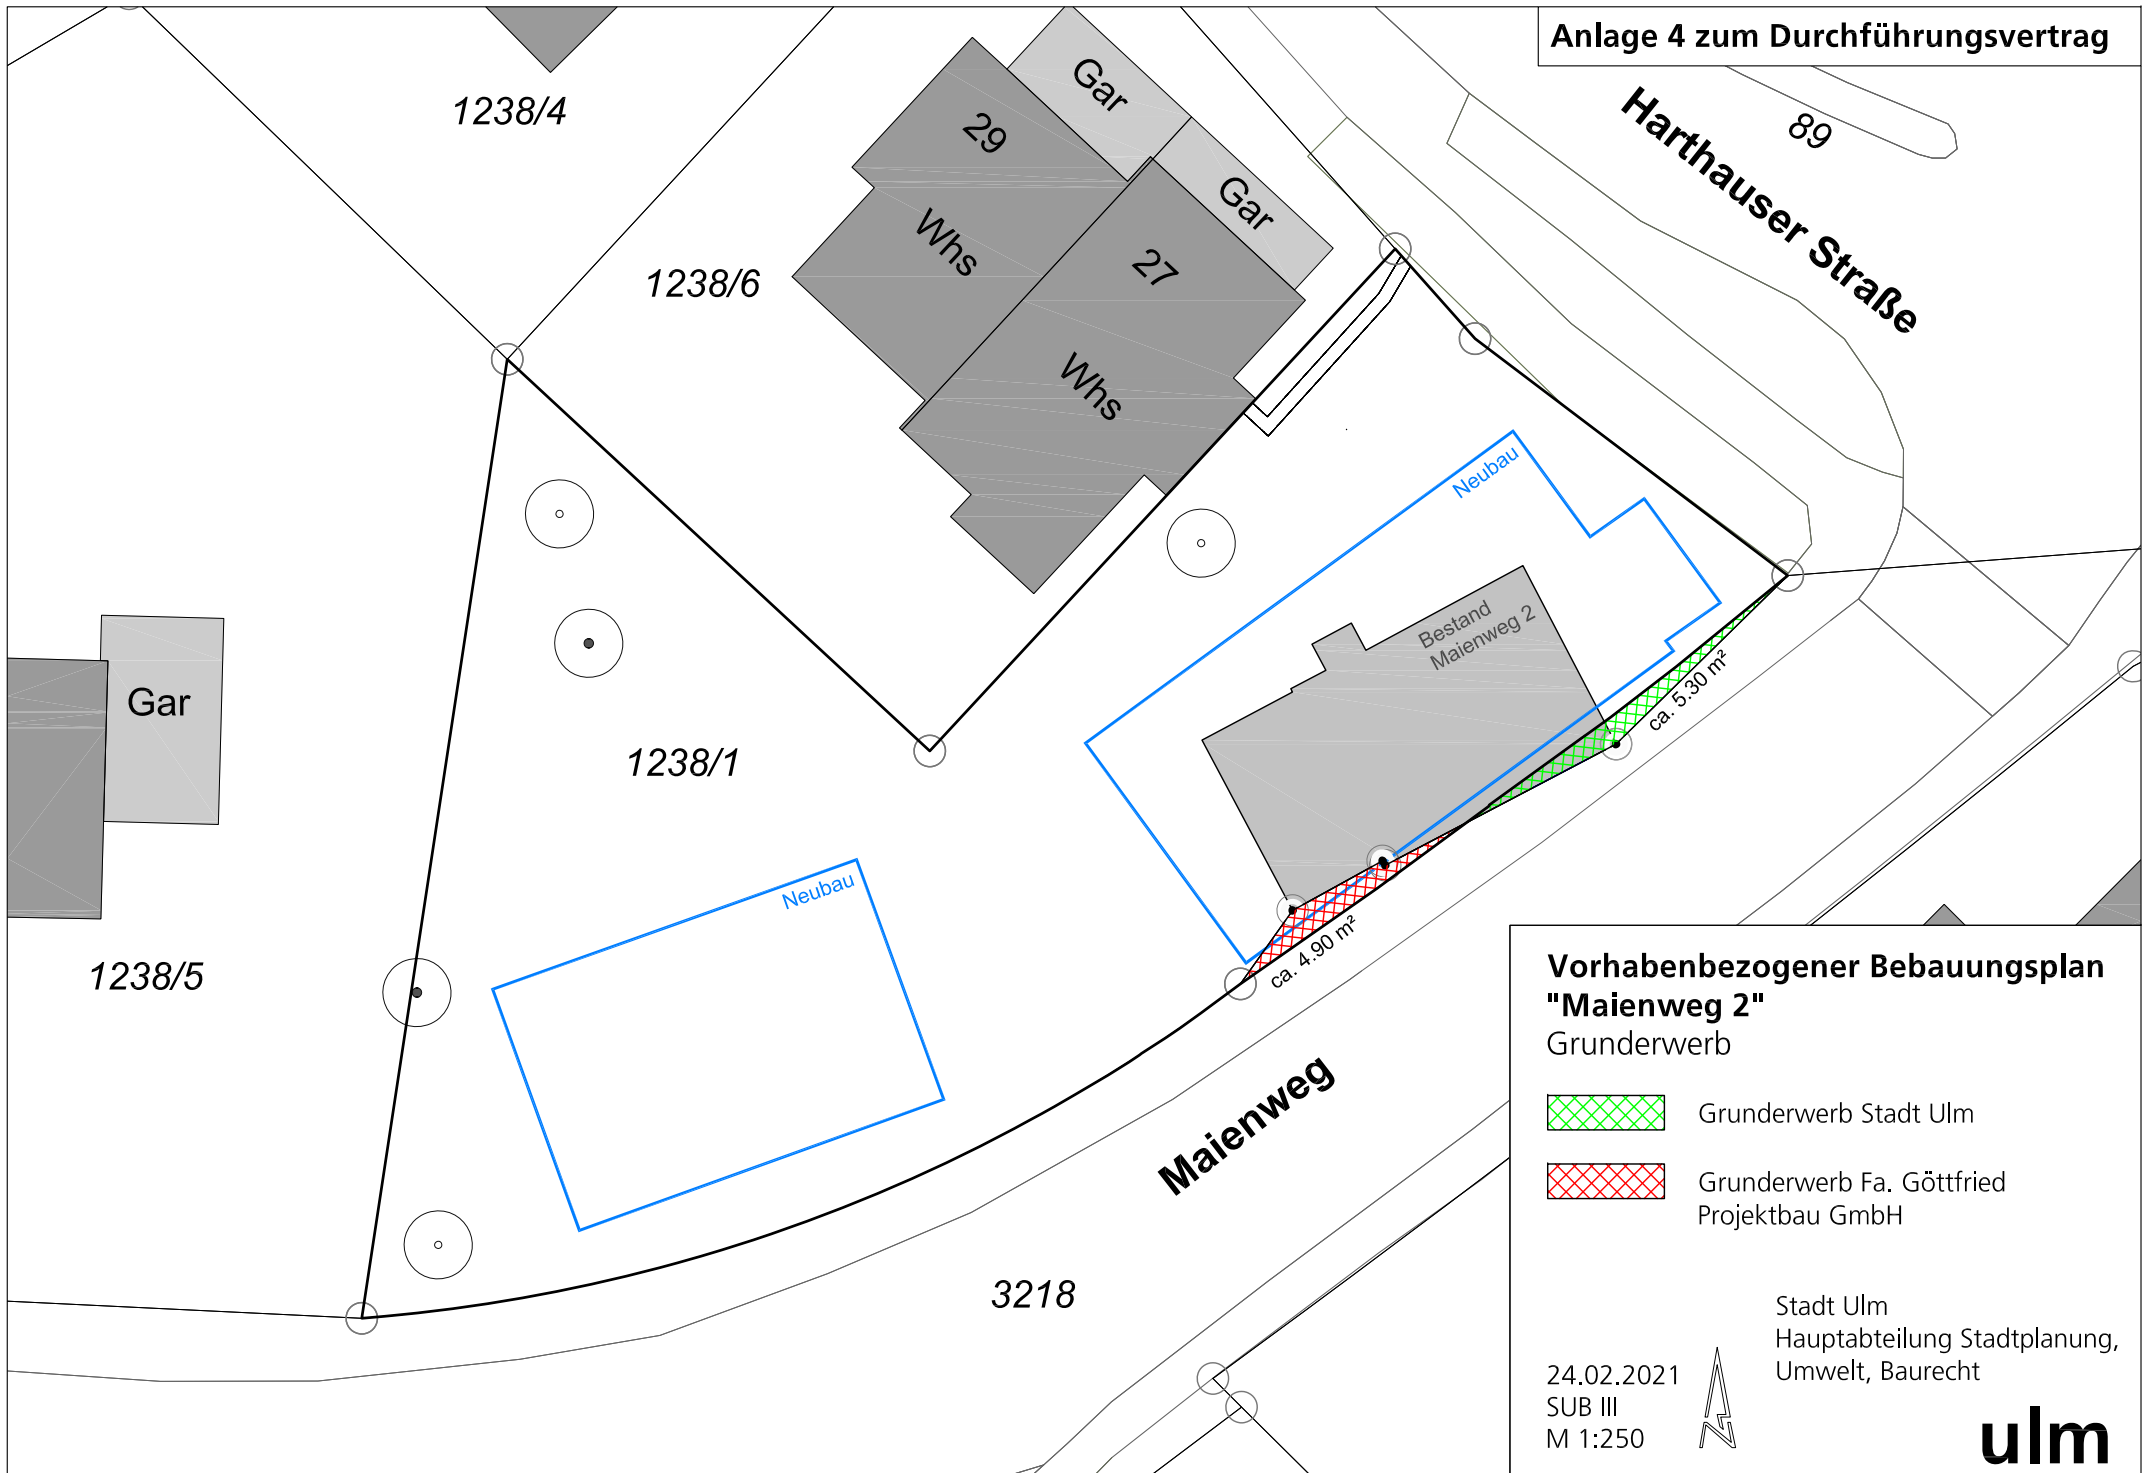 Anlage 4 zum Durchführungsvertrag
1238/4
Gar
29
Whs
Gar
27
Whs
1238/6
Harthauser Straße
89
Neubau
Bestand
Maienweg 2
ca. 5.30 m²
Gar
1238/1
Neubau
ca. 4.90 m²
1238/5
Maienweg
3218
Vorhabenbezogener Bebauungsplan
"Maienweg 2"
Grunderwerb
Grunderwerb Stadt Ulm
Grunderwerb Fa. Göttfried
Projektbau GmbH
Stadt Ulm
Hauptabteilung Stadtplanung,
Umwelt, Baurecht
24.02.2021
SUB III
M 1:250
N
ulm